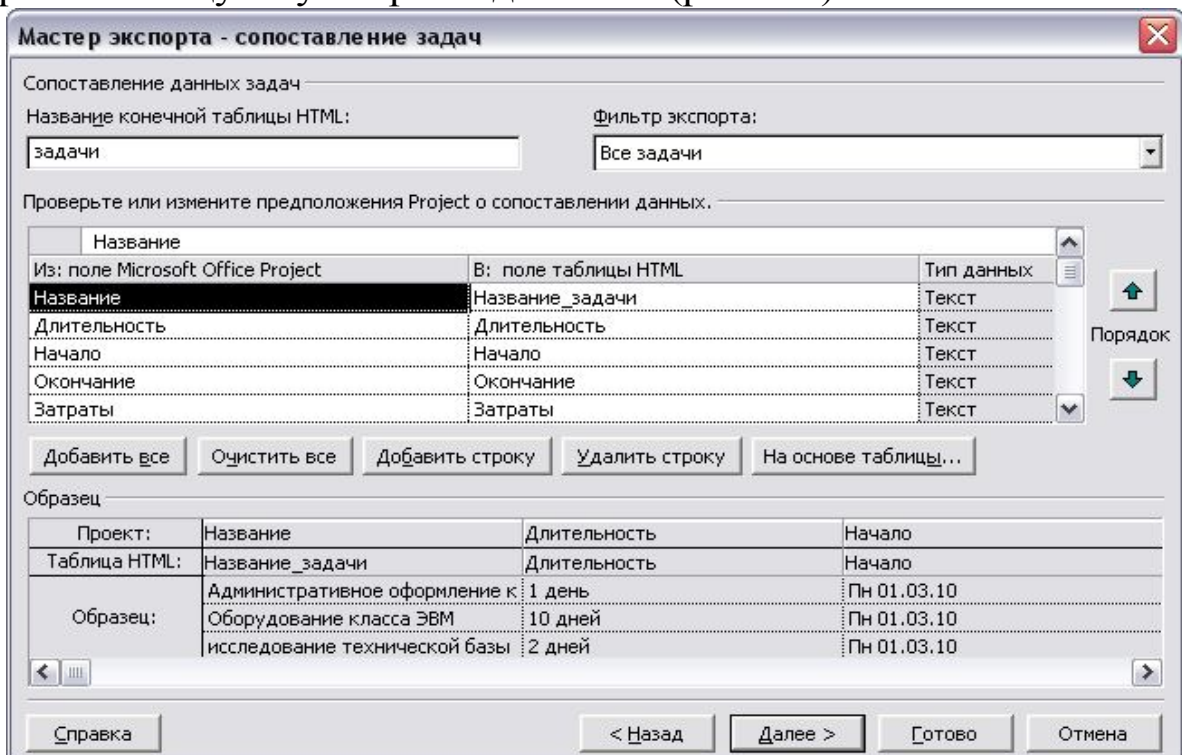 Мастер экспорта - сопоставление задач
Сопоставление данных задач
Название конечной таблицы HTML: Фильтр экспорта:
задачи Все задачи
Проверьте или измените предположения Project о сопоставлении данных.
Название
Из: поле Microsoft Office Project В: поле таблицы HTML Тип данных
Название Название_задачи Текст
Длительность Длительность Текст
Начало Начало Текст
Порядок
Окончание Окончание Текст
Затраты Затраты Текст
Добавить все Очистить все Добавить строку Удалить строку На основе таблицы...
Образец
Проект: Название Длительность Начало
Таблица HTML: Название_задачи Длительность Начало
Административное оформление к 1 день Пн 01.03.10
Образец: Оборудование класса ЭВМ 10 дней Пн 01.03.10
исследование технической базы 2 дней Пн 01.03.10
Справка < Назад Далее > Готово Отмена